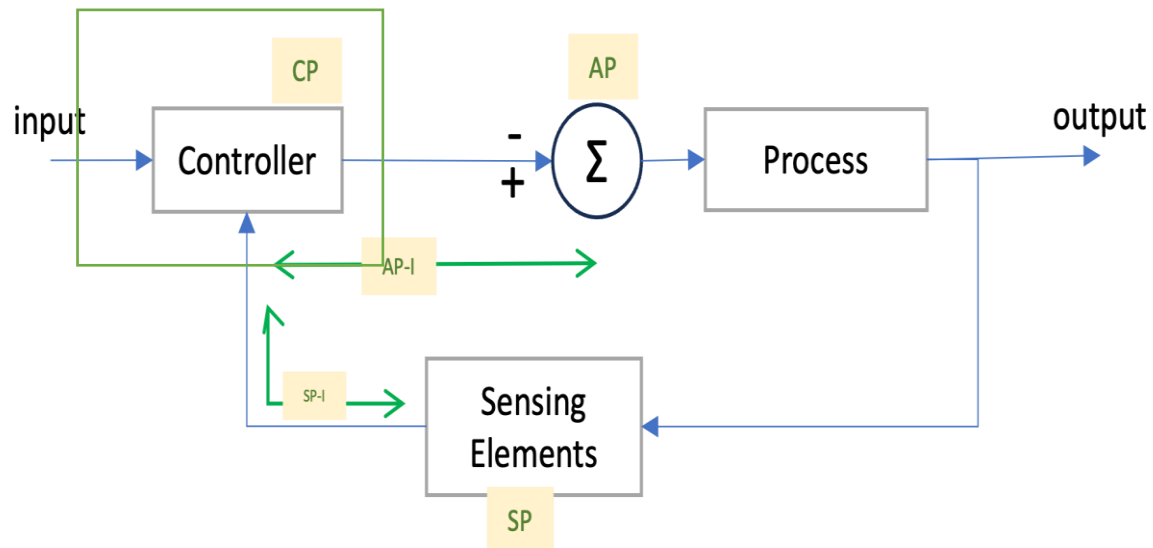 CP
AP
input
output
Controller
-
+
Σ
Process
AP-I
SP-I
Sensing
Elements
SP